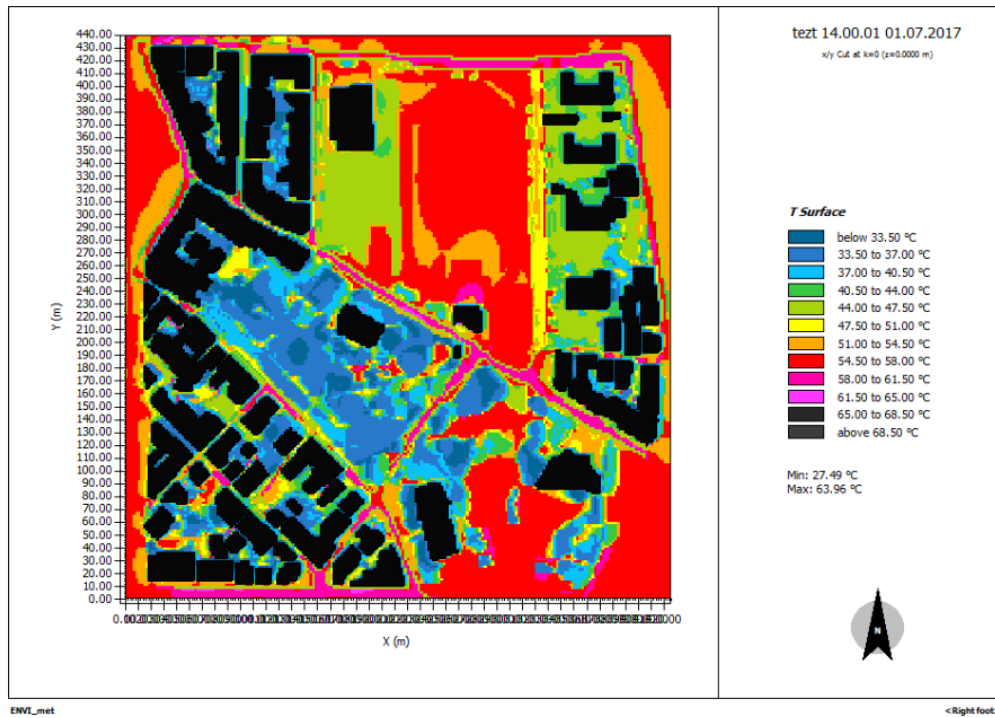 tezt 14.00.01 01.07.2017
x/y Cut at k=0 (z=0.0000 m)
440.00
430.00
420.00
410.00
400.00
390.00
380.00
370.00
360.00
350.00
340.00
330.00
320.00
310.00
300.00
290.00
280.00
270.00
260.00
250.00
240.00
230.00
220.00
210.00
200.00
190.00
180.00
170.00
160.00
150.00
140.00
130.00
120.00
110.00
100.00
90.00
80.00
70.00
60.00
50.00
40.00
30.00
20.00
10.00
0.00
Y (m)
X (m)
T Surface
below 33.50 °C
33.50 to 37.00 °C
37.00 to 40.50 °C
40.50 to 44.00 °C
44.00 to 47.50 °C
47.50 to 51.00 °C
51.00 to 54.50 °C
54.50 to 58.00 °C
58.00 to 61.50 °C
61.50 to 65.00 °C
65.00 to 68.50 °C
above 68.50 °C
Min: 27.49 °C
Max: 63.96 °C
N
ENVI_met
<Right foot